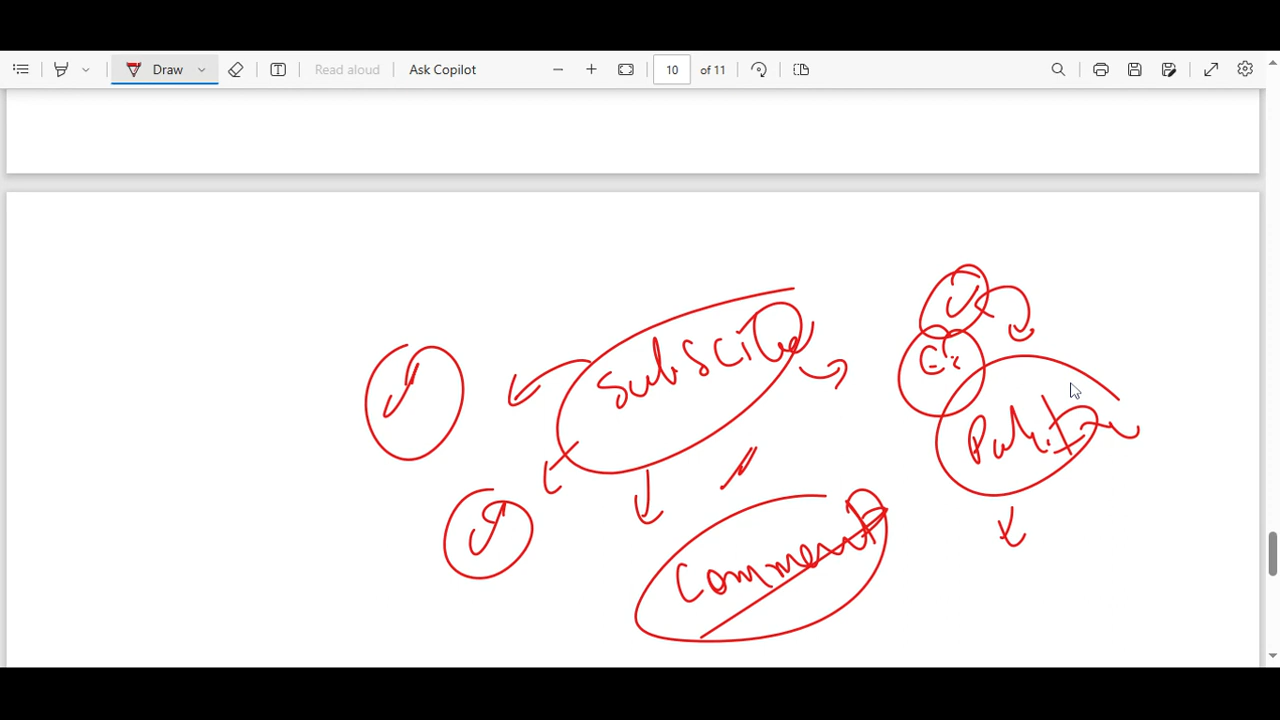 Draw
Read aloud
Ask Copilot
10 of 11
Subscribe
Comment